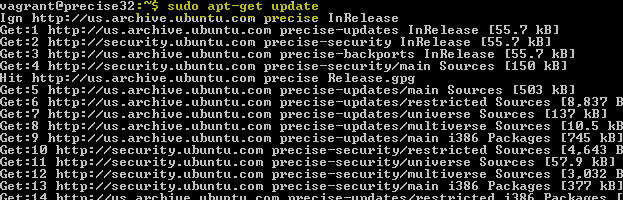 vagrant@precise32:~$ sudo apt-get update
Ign http://us.archive.ubuntu.com precise InRelease
Get:1 http://us.archive.ubuntu.com precise-updates InRelease [55.7 kB]
Get:2 http://security.ubuntu.com precise-security InRelease [55.7 kB]
Get:3 http://us.archive.ubuntu.com precise-backports InRelease [55.7 kB]
Get:4 http://security.ubuntu.com precise-security/main Sources [150 kB]
Hit http://us.archive.ubuntu.com precise Release.gpg
Get:5 http://us.archive.ubuntu.com precise-updates/main Sources [503 kB]
Get:6 http://us.archive.ubuntu.com precise-updates/restricted Sources [8,837 B
Get:7 http://us.archive.ubuntu.com precise-updates/universe Sources [137 kB]
Get:8 http://us.archive.ubuntu.com precise-updates/multiverse Sources [10.5 kB
Get:9 http://us.archive.ubuntu.com precise-updates/main i386 Packages [745 kB]
Get:10 http://security.ubuntu.com precise-security/restricted Sources [4,643 B
Get:11 http://security.ubuntu.com precise-security/universe Sources [57.9 kB]
Get:12 http://security.ubuntu.com precise-security/multiverse Sources [3,032 B
Get:13 http://security.ubuntu.com precise-security/main i386 Packages [377 kB]
Get:14 http://us.archive.ubuntu.com precise-updates/restricted i386 Packages